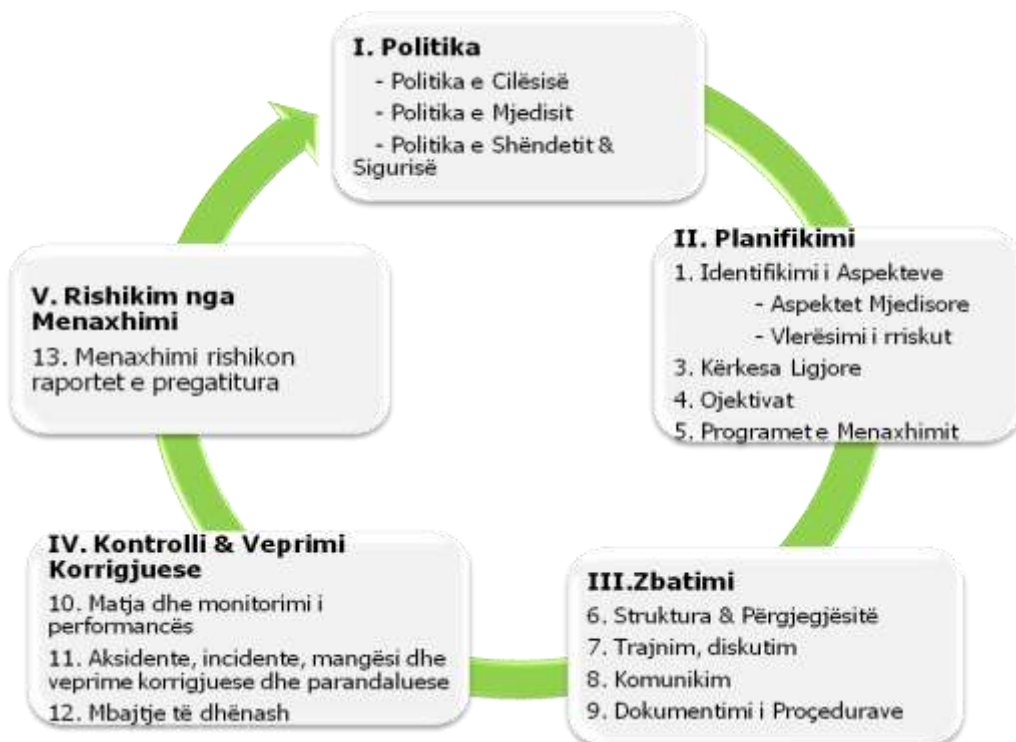 I. Politika
- Politika e Cilësisë
- Politika e Mjedisit
- Politika e Shëndetit &
Sigurisë
II. Planifikimi
1. Identifikimi i Aspekteve
- Aspektet Mjedisore
- Vlerësimi i rriskut
3. Kërkesa Ligjore
4. Ojektivat
5. Programet e Menaxhimit
III.Zbatimi
6. Struktura & Përgjegjësitë
7. Trajnim, diskutim
8. Komunikim
9. Dokumentimi i Proçedurave
IV. Kontrolli & Veprimi
Korrigjuese
10. Matja dhe monitorimi i
performancës
11. Aksidente, incidente, mangësi dhe
veprime korrigjuese dhe parandaluese
12. Mbajtje të dhënash
V. Rishikim nga
Menaxhimi
13. Menaxhimi rishikon
raportet e pregatitura